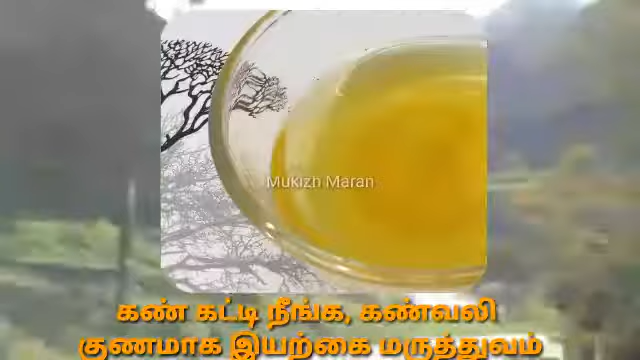 Mukizh Maran
கண் கட்டி நீங்க, கண்வலி
குணமாக இயற்கை மருத்துவம்